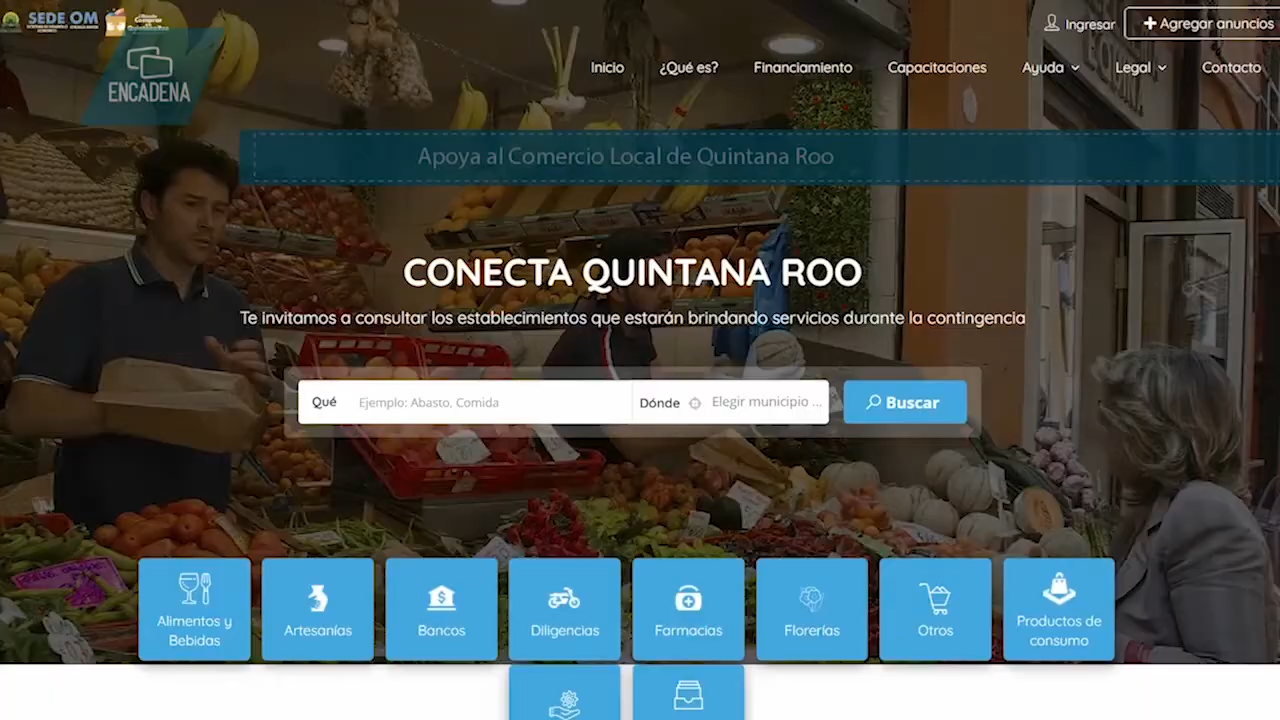 SEDE OM
Ingresar
Agregar anuncios
ENCADENA
Inicio
¿Qué es?
Financiamiento
Capacitaciones
Ayuda
Legal
Contacto
Apoya al Comercio Local de Quintana Roo
CONECTA QUINTANA ROO
Te invitamos a consultar los establecimientos que estarán brindando servicios durante la contingencia
Qué
Ejemplo: Abasto, Comida
Dónde
Elegir municipio ...
Buscar
Alimentos y
Bebidas
Artesanías
Bancos
Diligencias
Farmacias
Florerías
Otros
Productos de
consumo